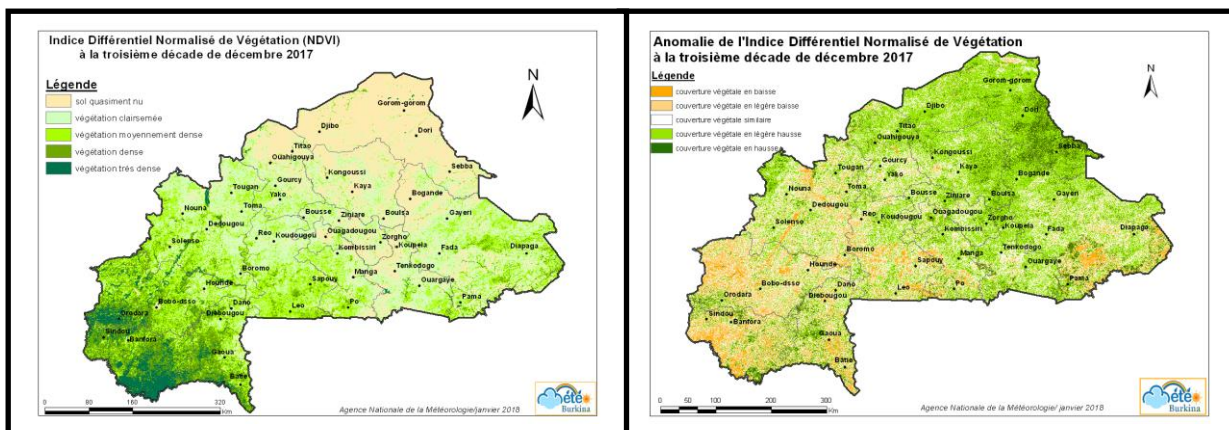 Indice Différentiel Normalisé de Végétation (NDVI)
à la troisième décade de décembre 2017
Légende
sol quasiment nu
végétation clairsemée
végétation moyennement dense
végétation dense
végétation très dense
N
Gorom-gorom
Djibo
Dori
Titao
Ouahigouya
Sebba
Kongoussi
Gourcy
Tougan
Kaya
Yako
Bogande
Nouna
Toma
Bousse
Ziniare
Boulsa
Gayeri
Dedougou
Ouagadougou
Reo
Koudougou
Zorgho
Solenso
Kombissiri
Koupela
Fada
Diapaga
Boromo
Tenkodogo
Sapouy
Manga
Hounde
Ouargaye
Bobo-dsso
Dano
Leo
Po
Pama
Orodara
Diebougou
Sindou
Banfora
Gaoua
Batie
0 80 160 320
Km
Agence Nationale de la Météorologie/janvier 2018
été
Burkina
Anomalie de l'Indice Différentiel Normalisé de Végétation
à la troisième décade de décembre 2017
Légende
couverture végétale en baisse
couverture végétale en légère baisse
couverture végétale similaire
couverture végétale en légère hausse
couverture végétale en hausse
N
Gorom-gorom
Djibo
Dori
Titao
Ouahigouya
Sebba
Kongoussi
Gourcy
Tougan
Kaya
Yako
Bogande
Nouna
Toma
Bousse
Ziniare
Boulsa
Gayeri
Dedougou
Ouagadougou
Reo
Koudougou
Zorgho
Solenso
Kombissiri
Koupela
Fada
Diapaga
Boromo
Tenkodogo
Sapouy
Manga
Hounde
Ouargaye
Pama
Bobo-dsso
Dano
Leo
Po
Orodara
Diebougou
Sindou
Banfora
Gaoua
Batie
0 50 100 200 300
Km
Agence Nationale de la Météorologie/ janvier 2018
été
Burkina